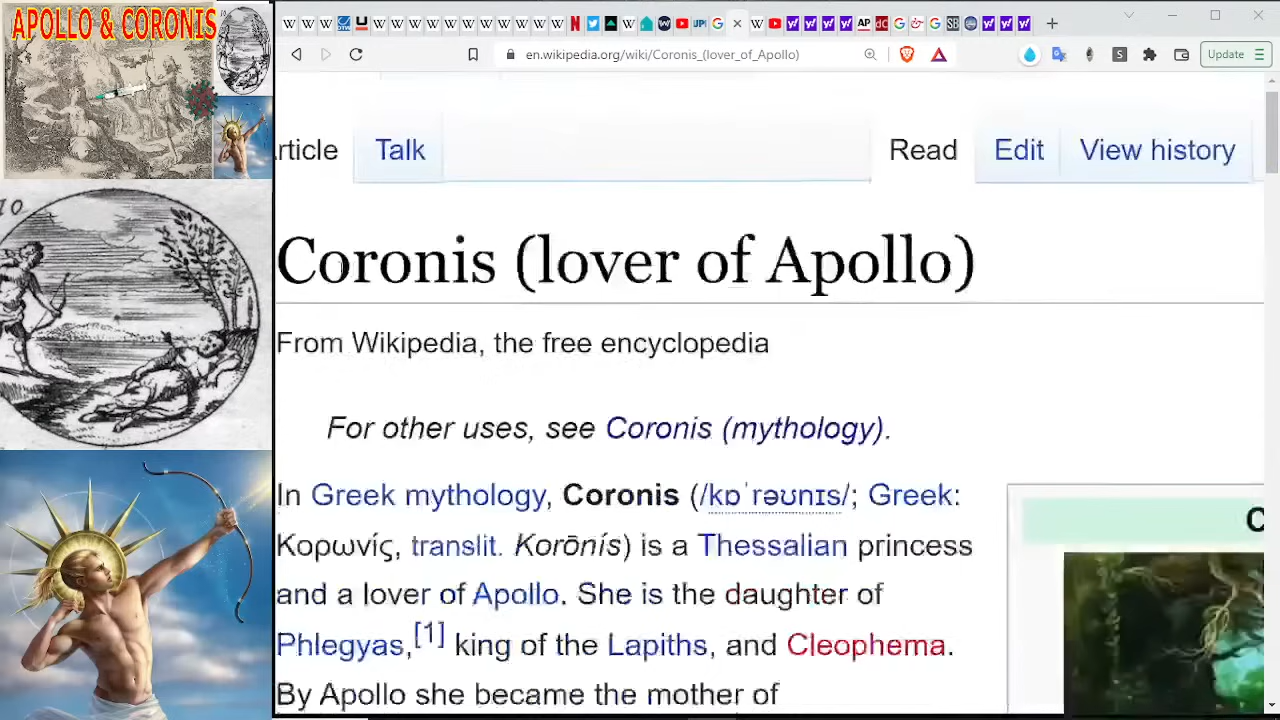 APOLLO & CORONIS
10
en.wikipedia.org/wiki/Coronis_(lover_of_Apollo)
Update
rticle
Talk
Read
Edit
View history
Coronis (lover of Apollo)
From Wikipedia, the free encyclopedia
For other uses, see Coronis (mythology).
In Greek mythology, Coronis (/kɒˈrəʊnɪs/; Greek:
Κορωνίς, translit. Korōnís) is a Thessalian princess
and a lover of Apollo. She is the daughter of
Phlegyas,[1] king of the Lapiths, and Cleophema.
By Apollo she became the mother of
C